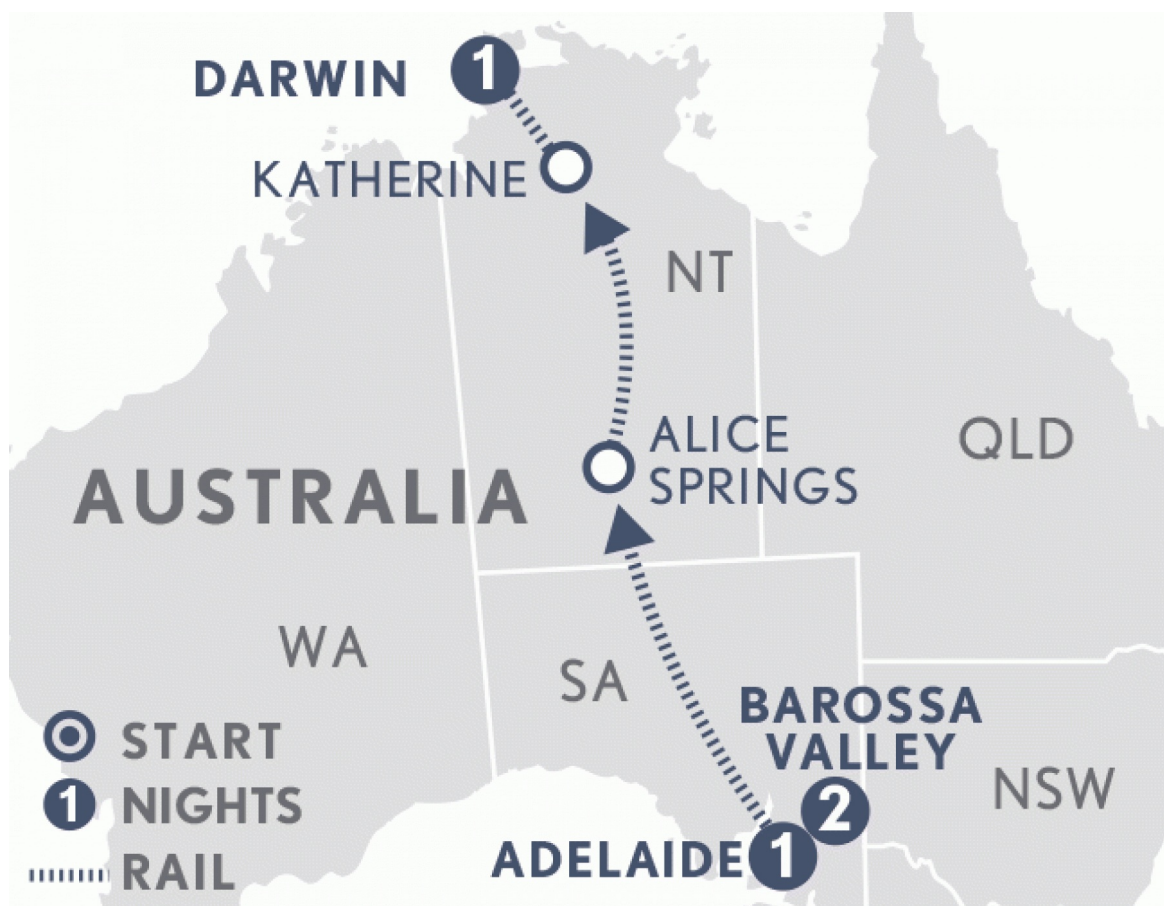 DARWIN 1
KATHERINE
NT
ALICE
SPRINGS
QLD
AUSTRALIA
WA
SA
BAROSSA
VALLEY
2
NSW
ADELAIDE 1
START
1 NIGHTS
RAIL